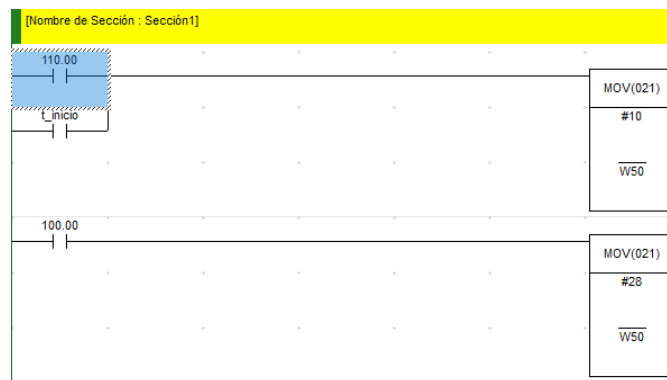 [Nombre de Sección : Sección1]
110.00
MOV(021)
t_inicio
#10
W50
100.00
MOV(021)
#28
W50